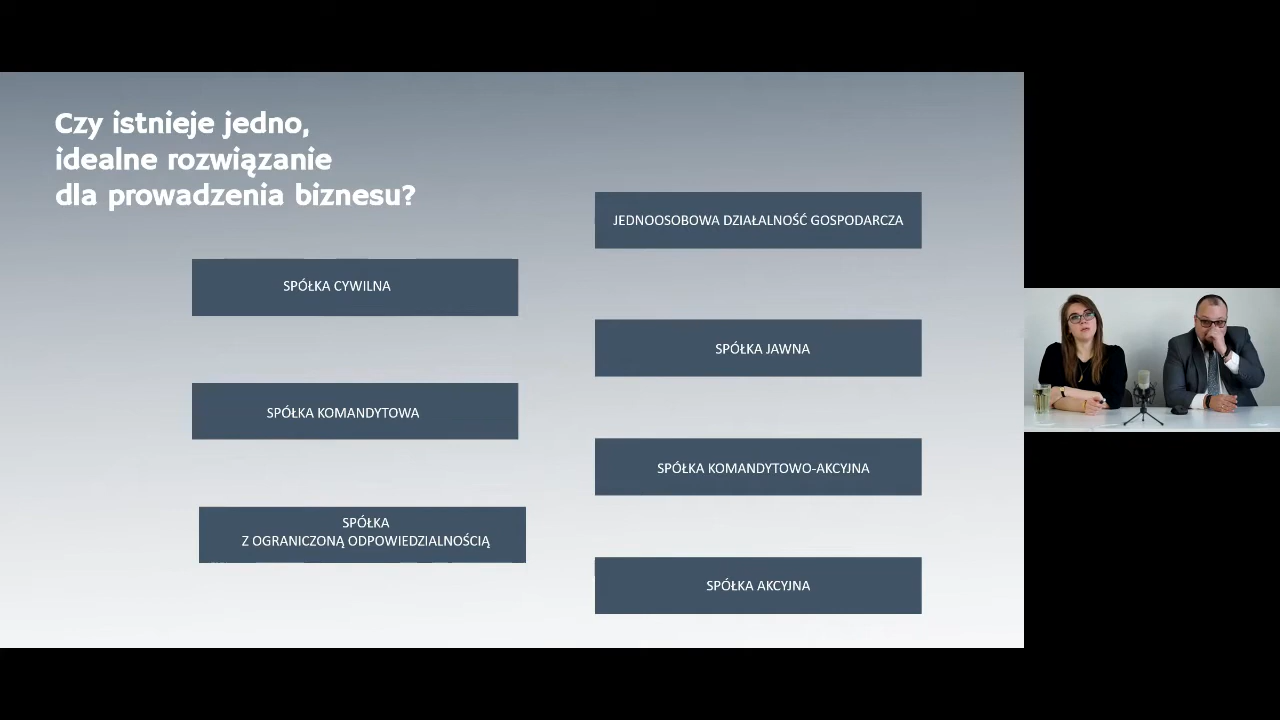 Czy istnieje jedno,
idealne rozwiązanie
dla prowadzenia biznesu?
JEDNOOSOBOWA DZIAŁALNOŚĆ GOSPODARCZA
SPÓŁKA CYWILNA
SPÓŁKA JAWNA
SPÓŁKA KOMANDYTOWA
SPÓŁKA KOMANDYTOWO-AKCYJNA
SPÓŁKA
Z OGRANICZONĄ ODPOWIEDZIALNOŚCIĄ
SPÓŁKA AKCYJNA